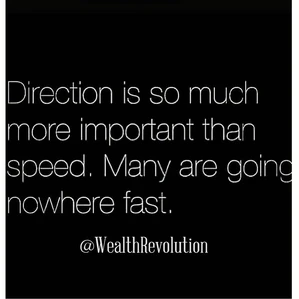 Direction is so much
more important than
speed. Many are going
nowhere fast.
@WealthRevolution